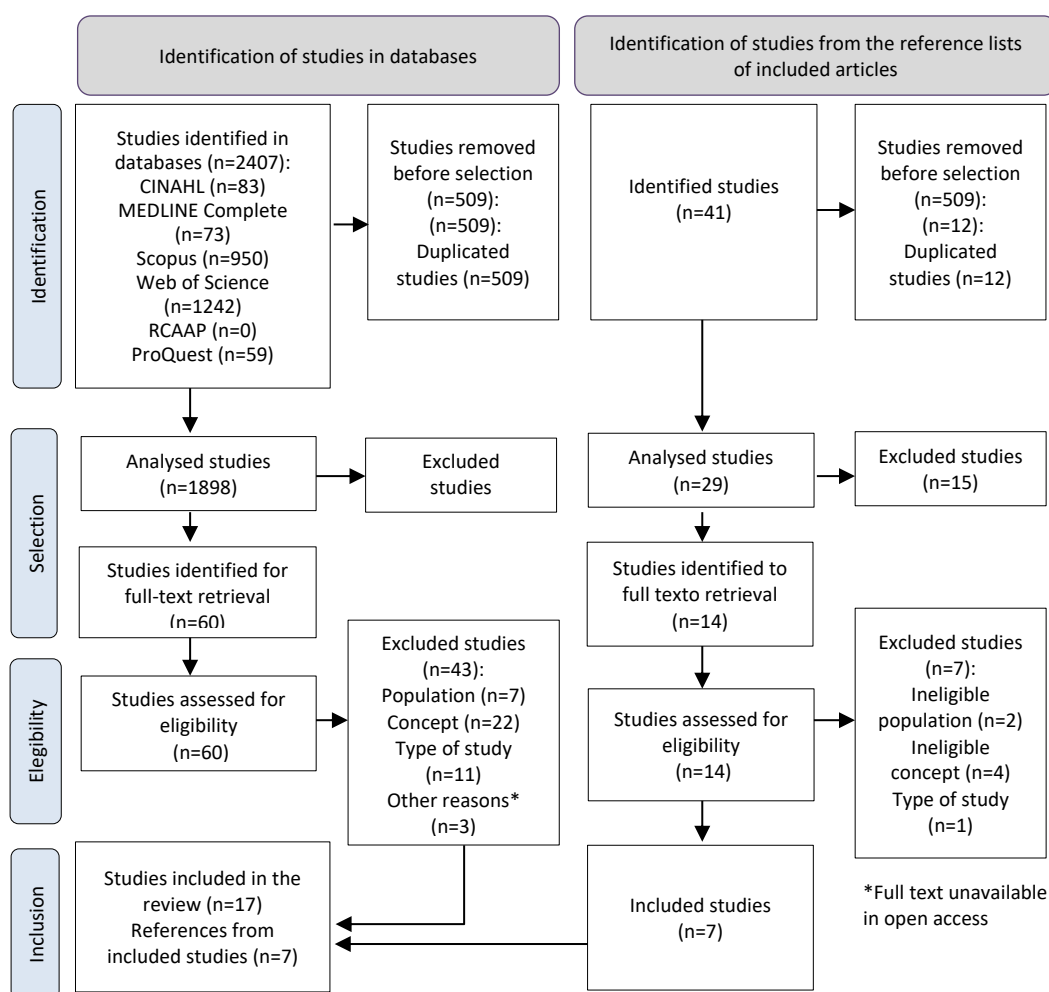 Identification of studies in databases
Identification of studies from the reference lists
of included articles
Identification
Studies identified in
databases (n=2407):
CINAHL (n=83)
MEDLINE Complete
(n=73)
Scopus (n=950)
Web of Science
(n=1242)
RCAAP (n=0)
ProQuest (n=59)
Studies removed
before selection
(n=509):
(n=509):
Duplicated
studies (n=509)
Identified studies
(n=41)
Studies removed
before selection
(n=509):
(n=12):
Duplicated
studies (n=12)
Selection
Analysed studies
(n=1898)
Excluded
studies
Analysed studies
(n=29)
Excluded studies
(n=15)
Studies identified for
full-text retrieval
(n=60)
Studies identified to
full texto retrieval
(n=14)
Elegibility
Studies assessed for
eligibility
(n=60)
Excluded studies
(n=43):
Population (n=7)
Concept (n=22)
Type of study
(n=11)
Other reasons*
(n=3)
Studies assessed for
eligibility
(n=14)
Excluded studies
(n=7):
Ineligible
population (n=2)
Ineligible
concept (n=4)
Type of study
(n=1)
Inclusion
Studies included in the
review (n=17)
References from
included studies (n=7)
Included studies
(n=7)
*Full text unavailable
in open access